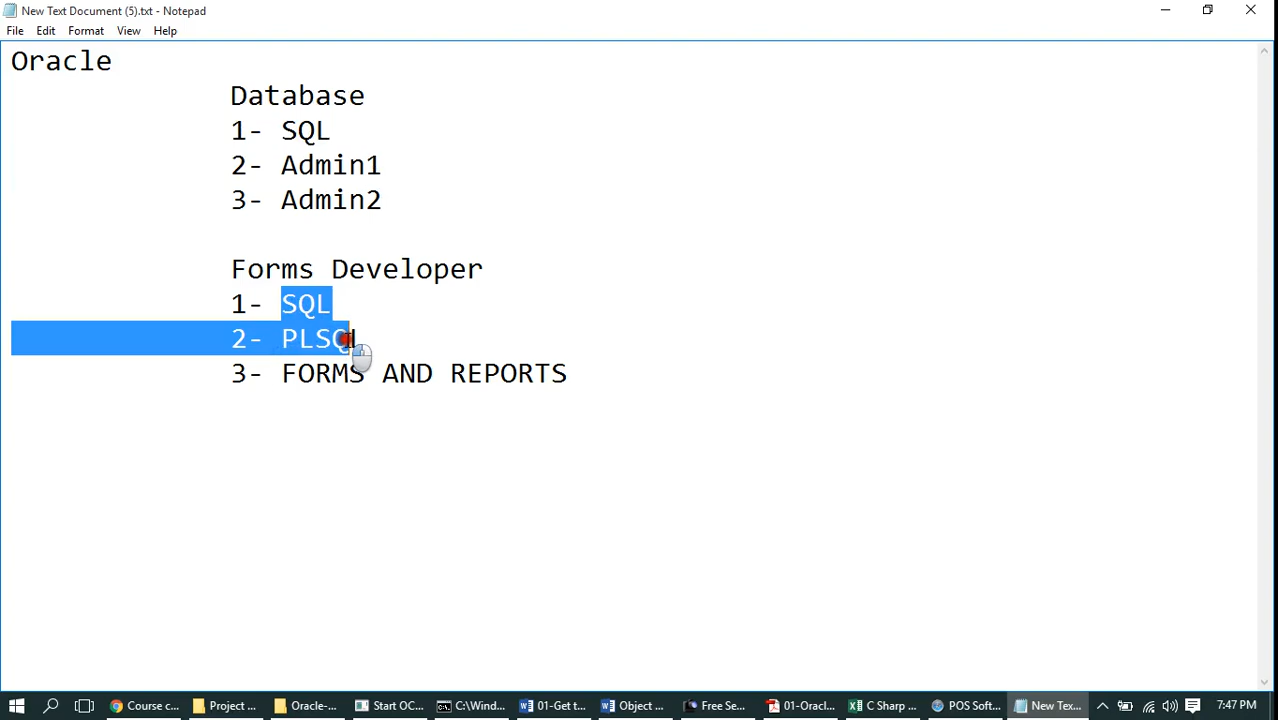 New Text Document (5).txt - Notepad
File Edit Format View Help
Oracle
Database
1- SQL
2- Admin1
3- Admin2
Forms Developer
1- SQL
2- PLSQL
3- FORMS AND REPORTS
Course c... Project ... Oracle-... Start OC... C:\Wind... 01-Get t... Object ... Free Se... 01-Oracl... C Sharp ... POS Soft... New Tex... 7:47 PM